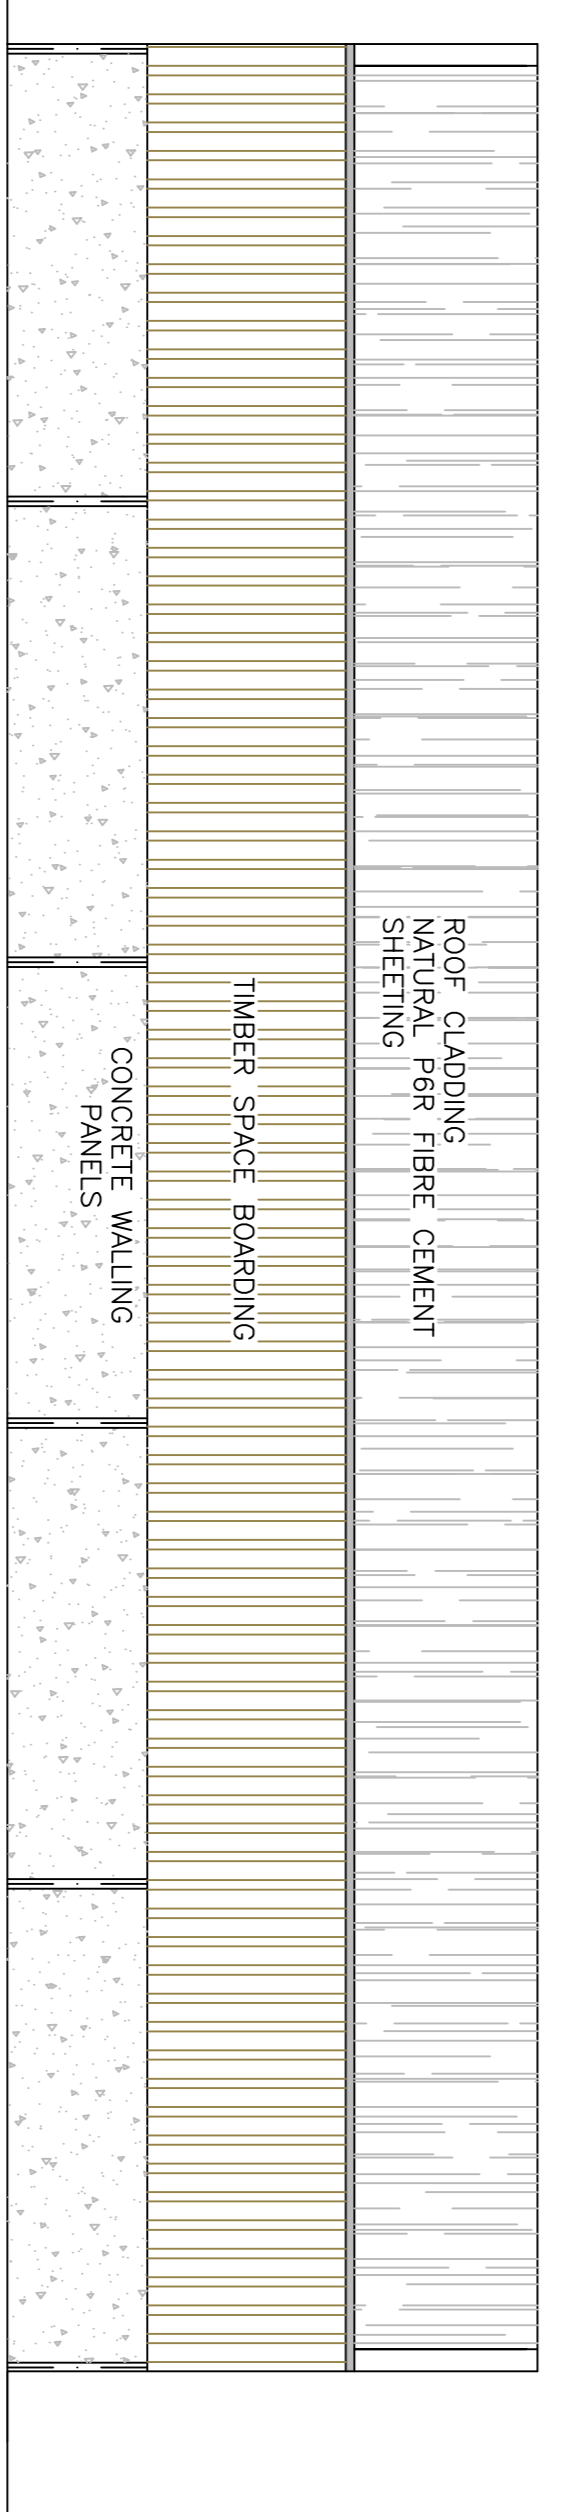 ROOF CLADDING
NATURAL P6R FIBRE CEMENT
SHEETING
TIMBER SPACE BOARDING
CONCRETE WALLING
PANELS